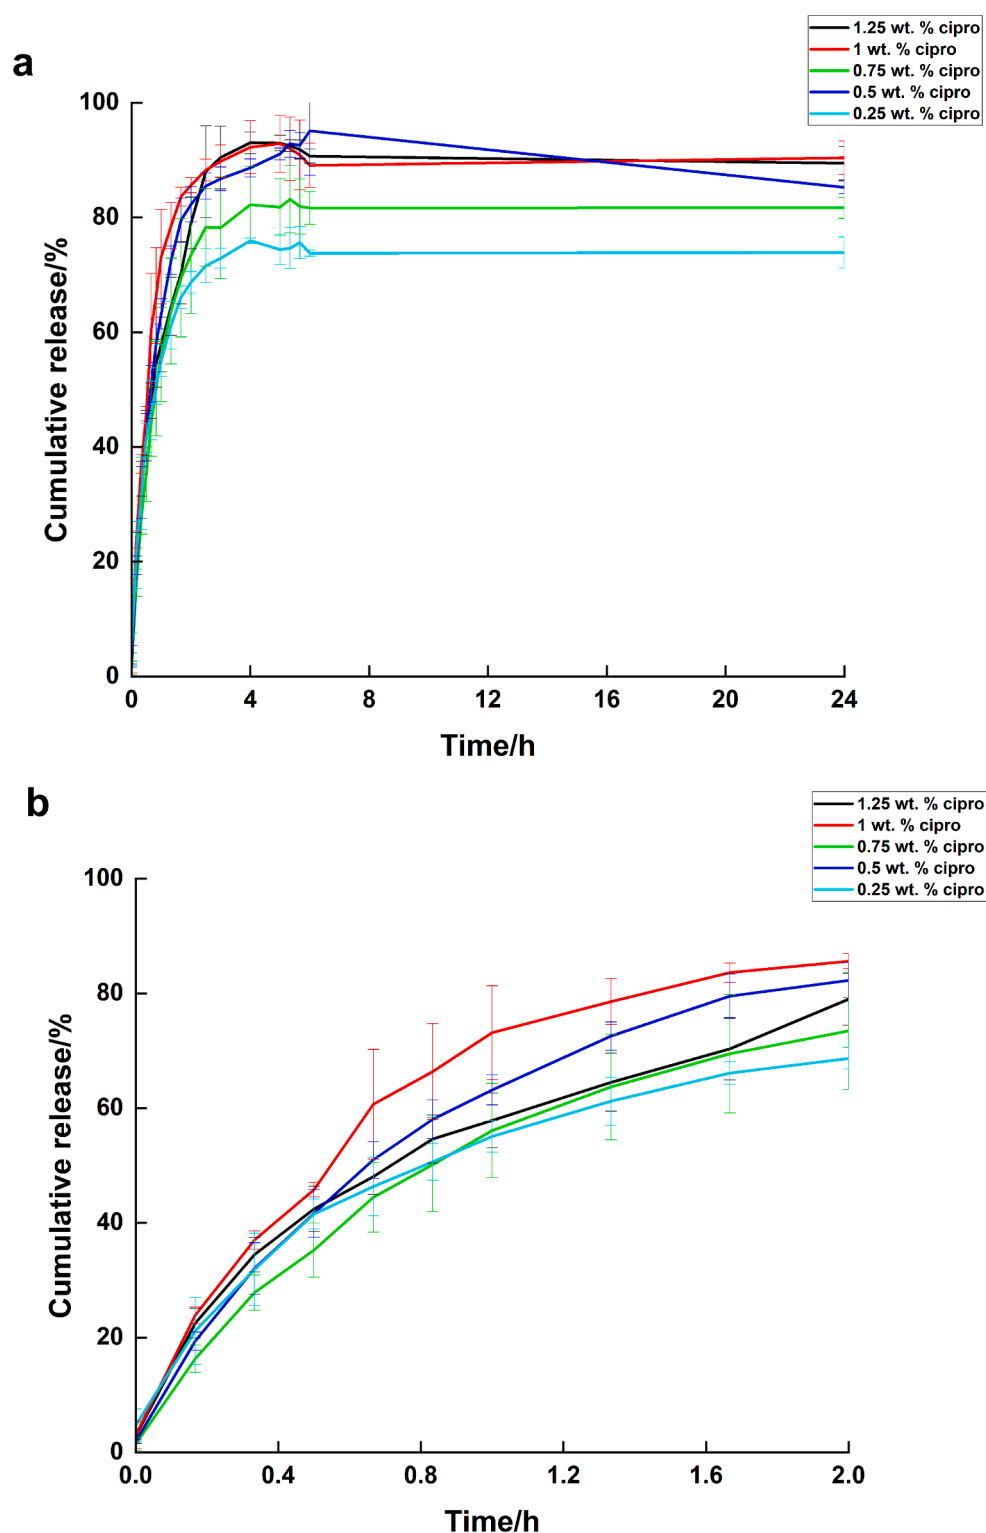 a
1.25 wt. % cipro
1 wt. % cipro
0.75 wt. % cipro
0.5 wt. % cipro
0.25 wt. % cipro
100
80
60
40
20
0
Cumulative release/%
0 4 8 12 16 20 24
Time/h
b
1.25 wt. % cipro
1 wt. % cipro
0.75 wt. % cipro
0.5 wt. % cipro
0.25 wt. % cipro
100
80
60
40
20
0
Cumulative release/%
0.0 0.4 0.8 1.2 1.6 2.0
Time/h